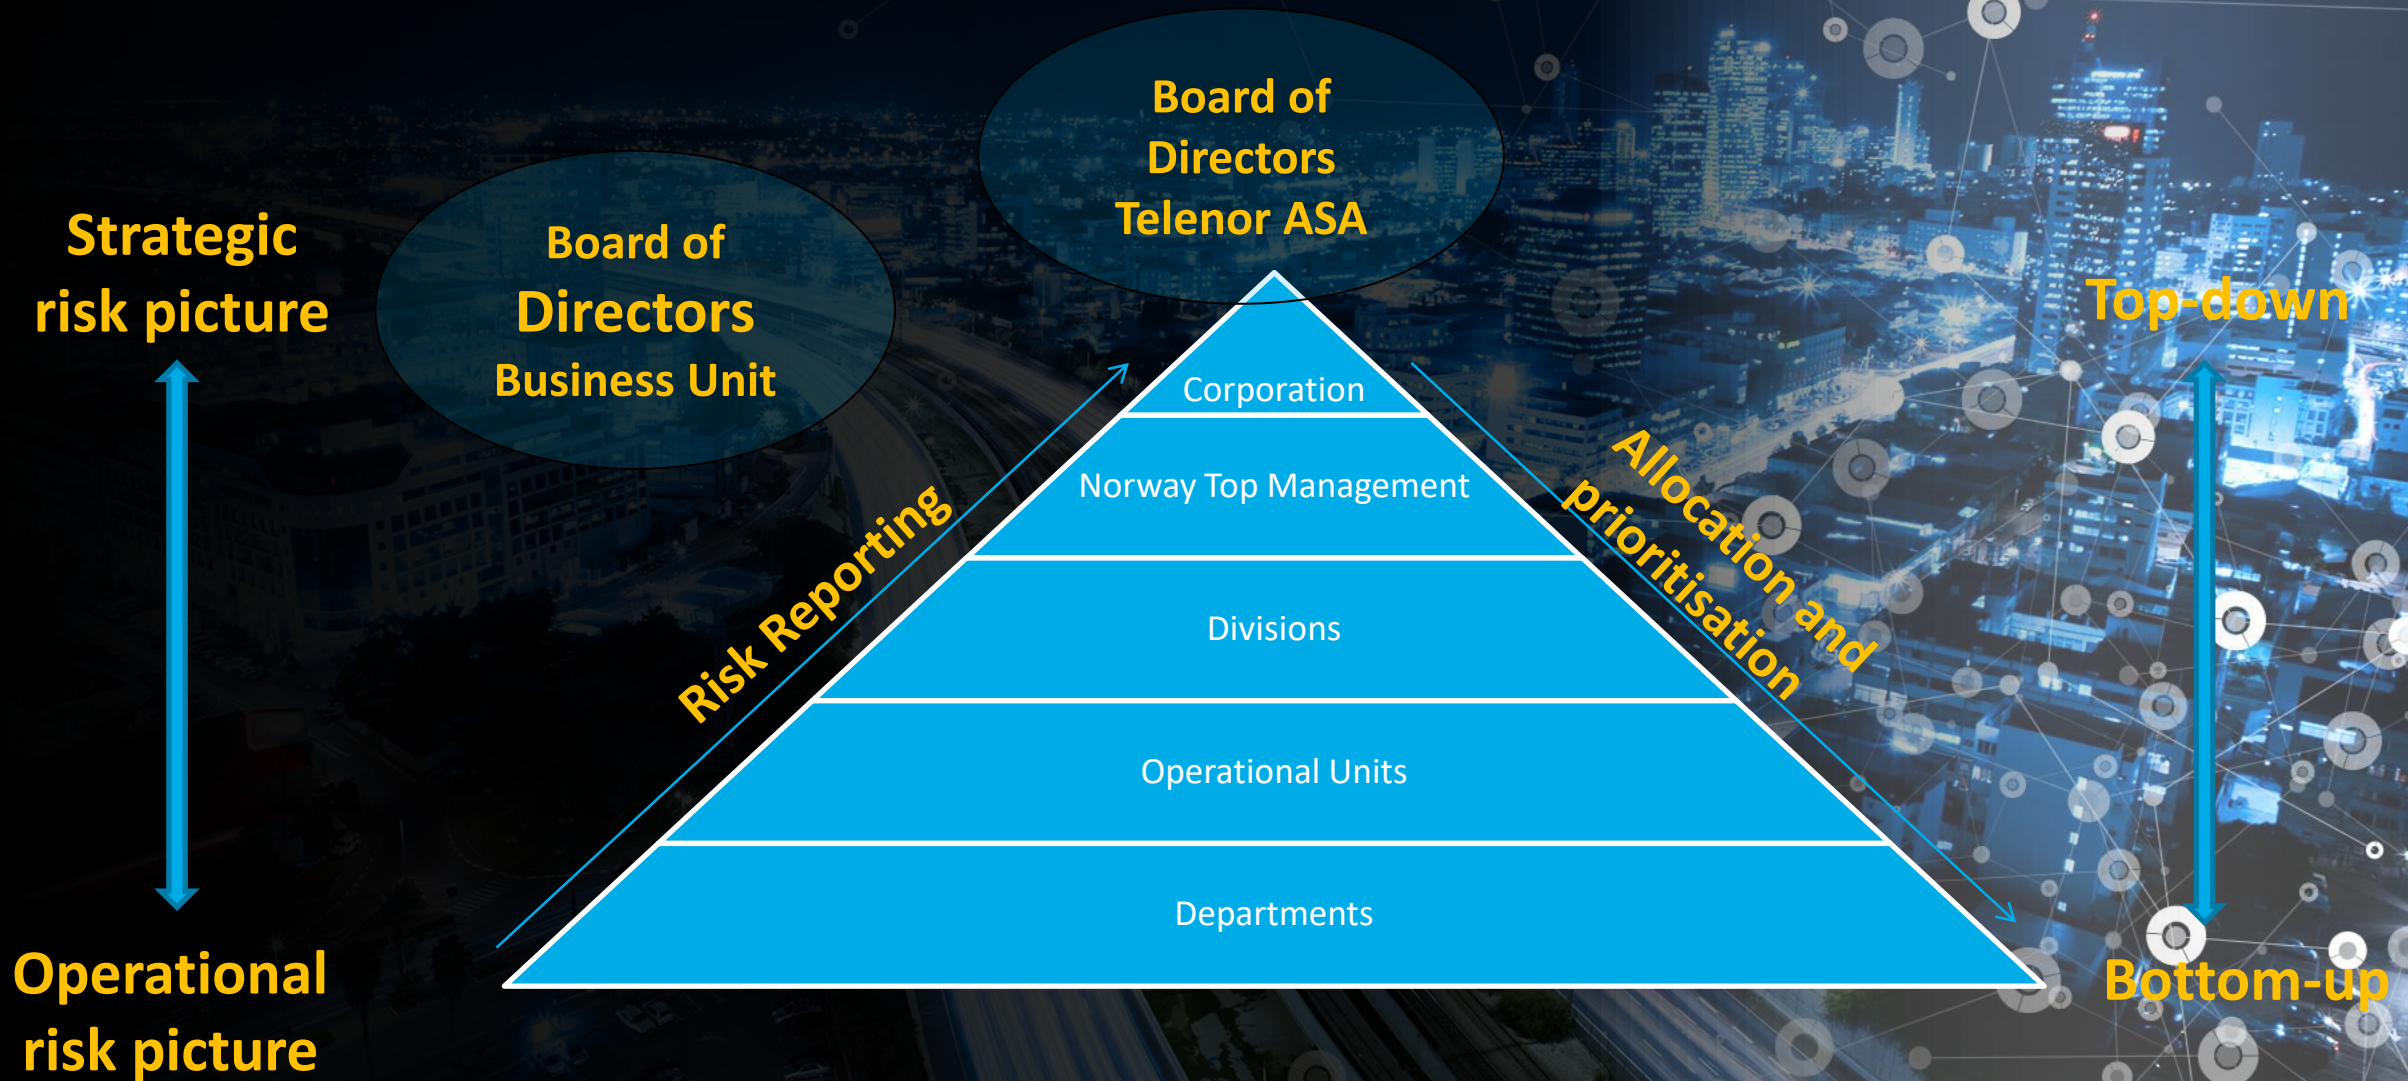 Board of
Directors
Telenor ASA
Strategic
risk picture
Board of
Directors
Business Unit
Top-down
Corporation
Norway Top Management
Risk Reporting
Allocation and
prioritisation
Divisions
Operational Units
Departments
Operational
risk picture
Bottom-up